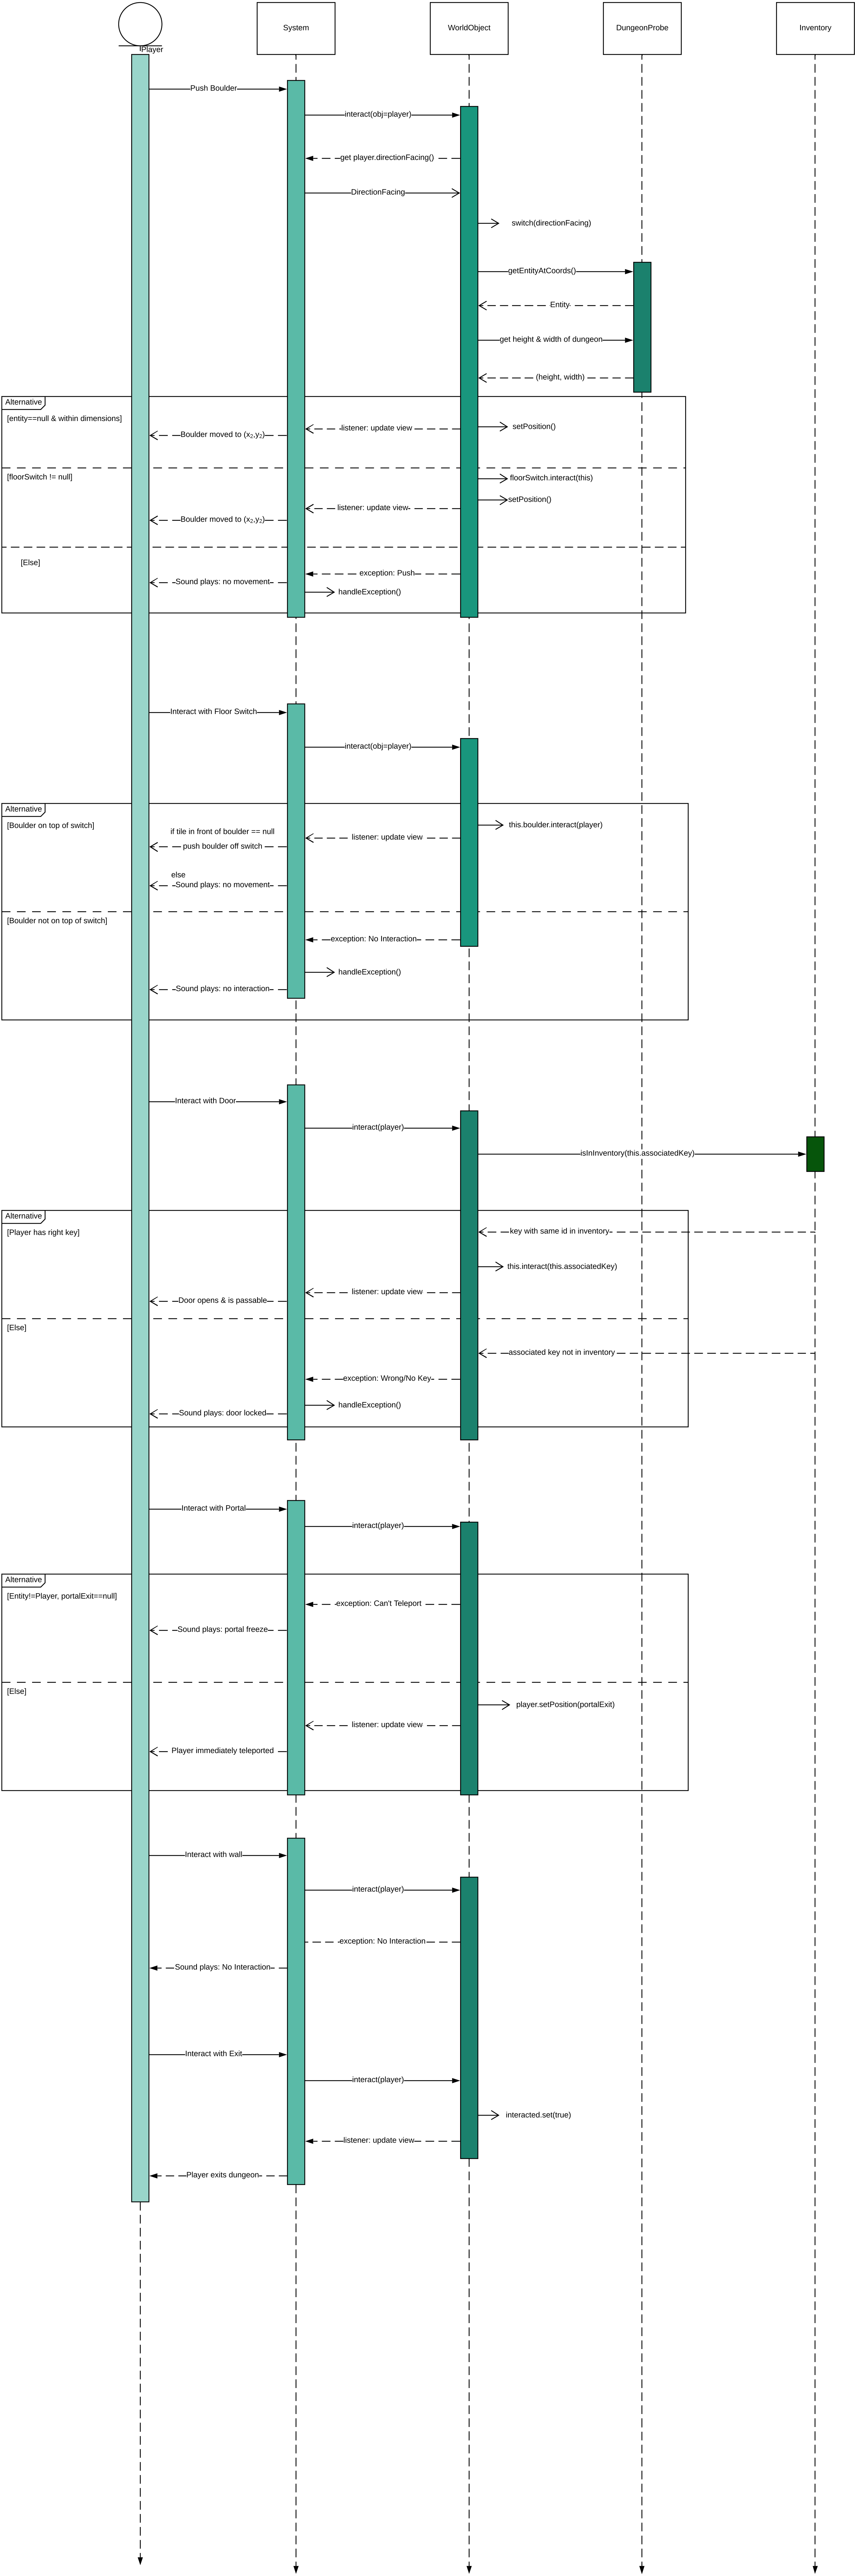 Player
System
WorldObject
DungeonProbe
Inventory
Push Boulder
interact(obj=player)
get player.directionFacing()
DirectionFacing
switch(directionFacing)
getEntityAtCoords()
Entity
get height & width of dungeon
(height, width)
Alternative
[entity==null & within dimensions]
setPosition()
listener: update view
Boulder moved to (x₂,y₂)
[floorSwitch != null]
floorSwitch.interact(this)
setPosition()
listener: update view
Boulder moved to (x₂,y₂)
[Else]
exception: Push
Sound plays: no movement
handleException()
Interact with Floor Switch
interact(obj=player)
Alternative
[Boulder on top of switch]
this.boulder.interact(player)
if tile in front of boulder == null
listener: update view
push boulder off switch
else
Sound plays: no movement
[Boulder not on top of switch]
exception: No Interaction
handleException()
Sound plays: no interaction
Interact with Door
interact(player)
isInInventory(this.associatedKey)
Alternative
[Player has right key]
key with same id in inventory
this.interact(this.associatedKey)
listener: update view
Door opens & is passable
[Else]
associated key not in inventory
exception: Wrong/No Key
handleException()
Sound plays: door locked
Interact with Portal
interact(player)
Alternative
[Entity!=Player, portalExit==null]
exception: Can't Teleport
Sound plays: portal freeze
[Else]
player.setPosition(portalExit)
listener: update view
Player immediately teleported
Interact with wall
interact(player)
exception: No Interaction
Sound plays: No Interaction
Interact with Exit
interact(player)
interacted.set(true)
listener: update view
Player exits dungeon